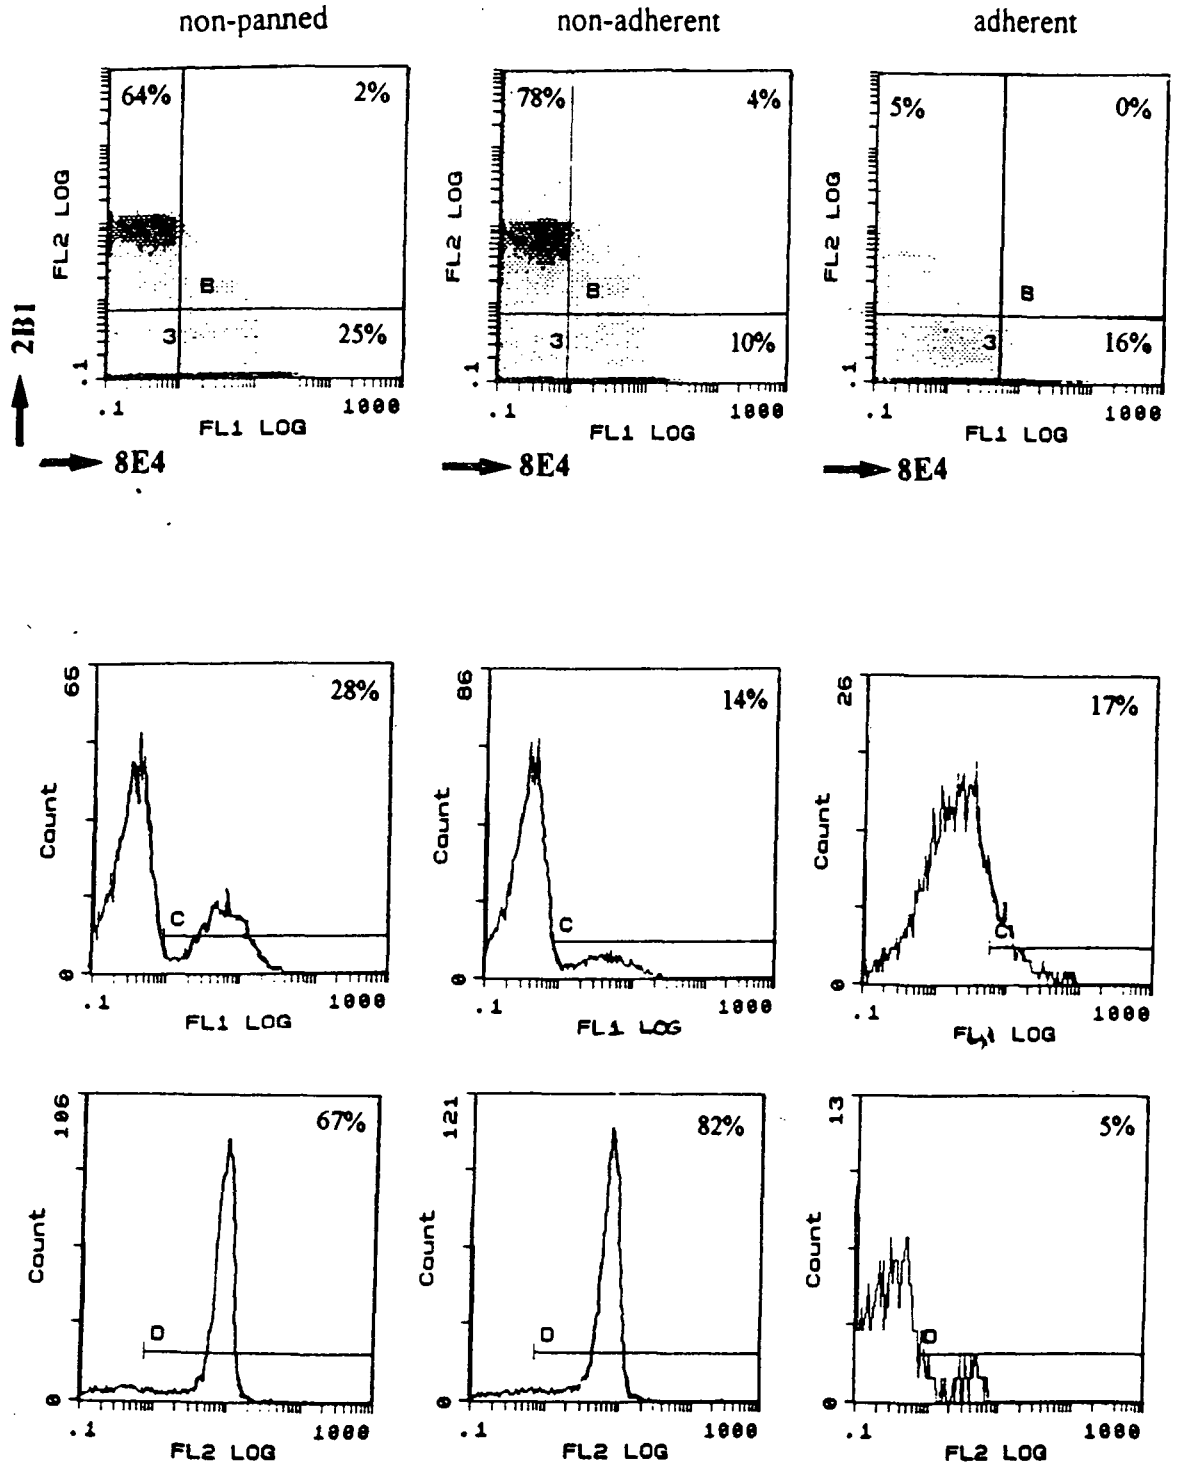 non-panned non-adherent adherent
64% 2% 78% 4% 5% 0%
FL2 LOG FL2 LOG FL2 LOG
B B B
3 25% 3 10% 3 16%
.1 .1 .1
.1 1000 .1 1000 .1 1000
FL1 LOG FL1 LOG FL1 LOG
2B1
8E4 8E4 8E4
65 28% 86 14% 26 17%
Count Count Count
C C C
0 0 0
.1 1000 .1 1000 .1 1000
FL1 LOG FL1 LOG FL1 LOG
106 67% 121 82% 13 5%
Count Count Count
D D D
0 0 0
.1 1000 .1 1000 .1 1000
FL2 LOG FL2 LOG FL2 LOG